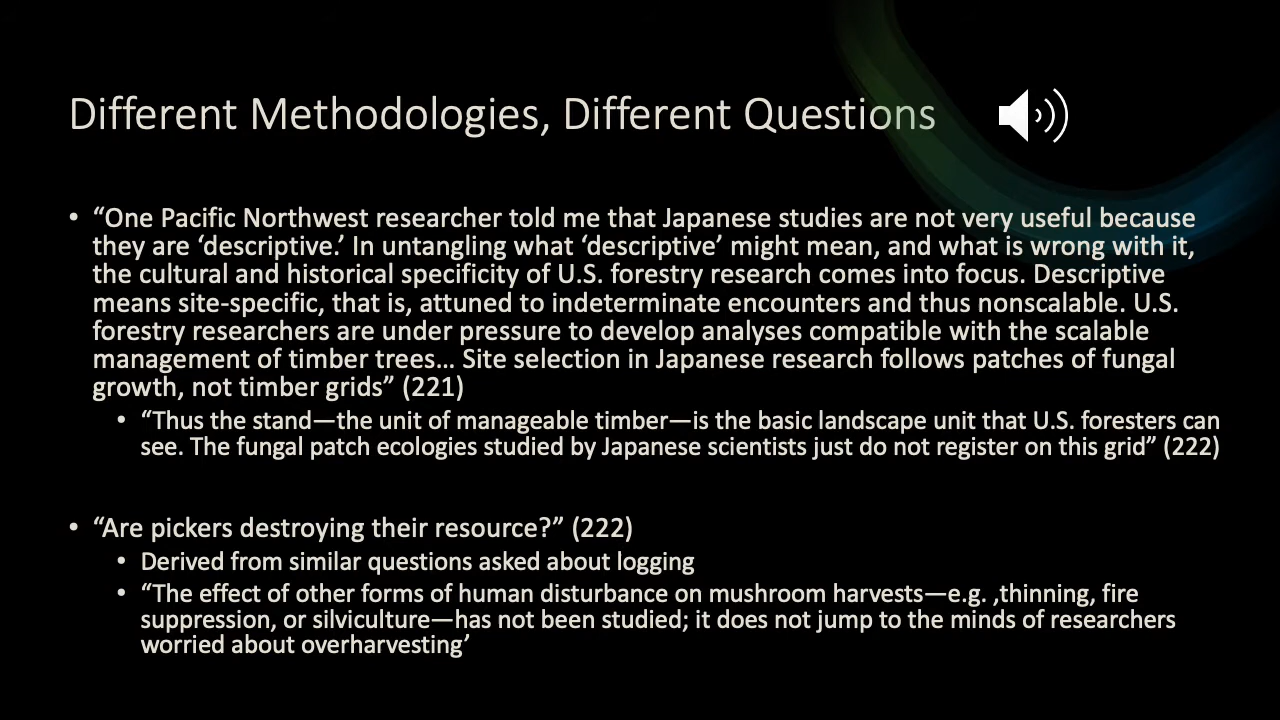 Different Methodologies, Different Questions
• “One Pacific Northwest researcher told me that Japanese studies are not very useful because
they are ‘descriptive.’ In untangling what ‘descriptive’ might mean, and what is wrong with it,
the cultural and historical specificity of U.S. forestry research comes into focus. Descriptive
means site-specific, that is, attuned to indeterminate encounters and thus nonscalable. U.S.
forestry researchers are under pressure to develop analyses compatible with the scalable
management of timber trees… Site selection in Japanese research follows patches of fungal
growth, not timber grids” (221)
• “Thus the stand—the unit of manageable timber—is the basic landscape unit that U.S. foresters can
see. The fungal patch ecologies studied by Japanese scientists just do not register on this grid” (222)
• “Are pickers destroying their resource?” (222)
• Derived from similar questions asked about logging
• “The effect of other forms of human disturbance on mushroom harvests—e.g. ,thinning, fire
suppression, or silviculture—has not been studied; it does not jump to the minds of researchers
worried about overharvesting’